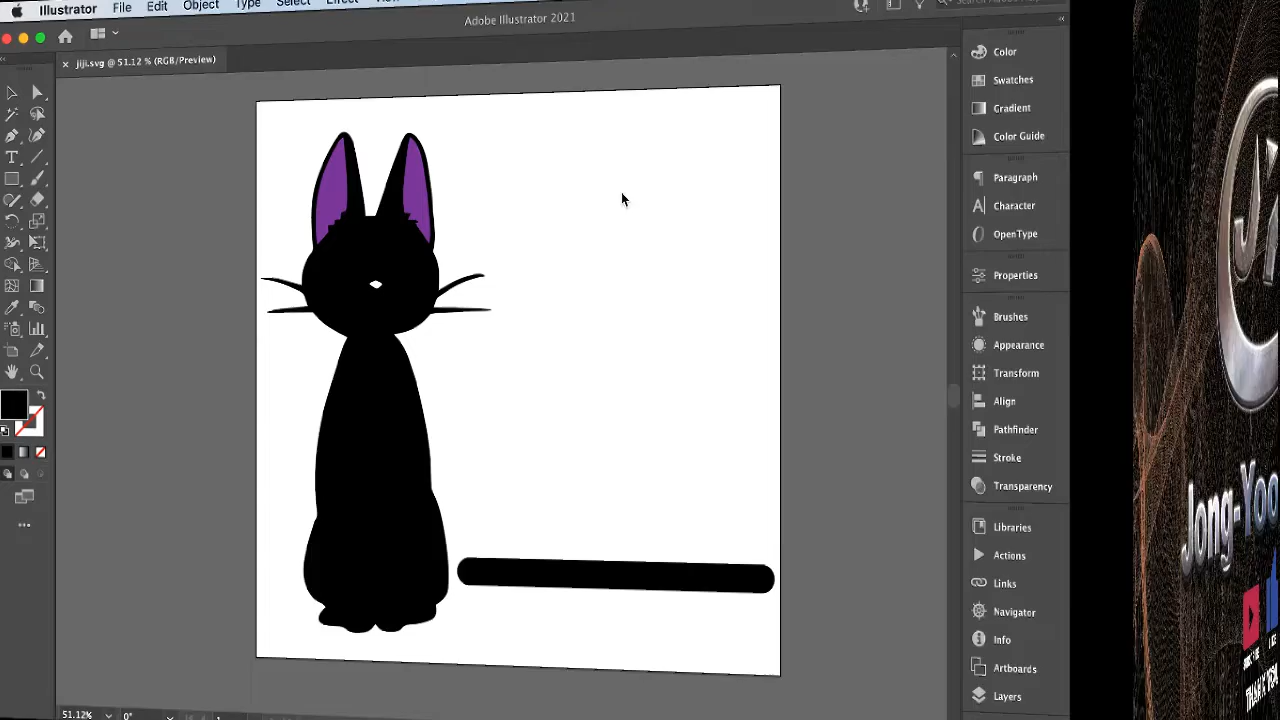 Illustrator File Edit Object Type Select Effect
Adobe Illustrator 2021
jiji.svg @ 51.12 % (RGB/Preview)
Color
Swatches
Gradient
Color Guide
Paragraph
Character
OpenType
Properties
Brushes
Appearance
Transform
Align
Pathfinder
Stroke
Transparency
Libraries
Actions
Links
Navigator
Info
Artboards
Layers
51.12% 0°
Jong-Yoo